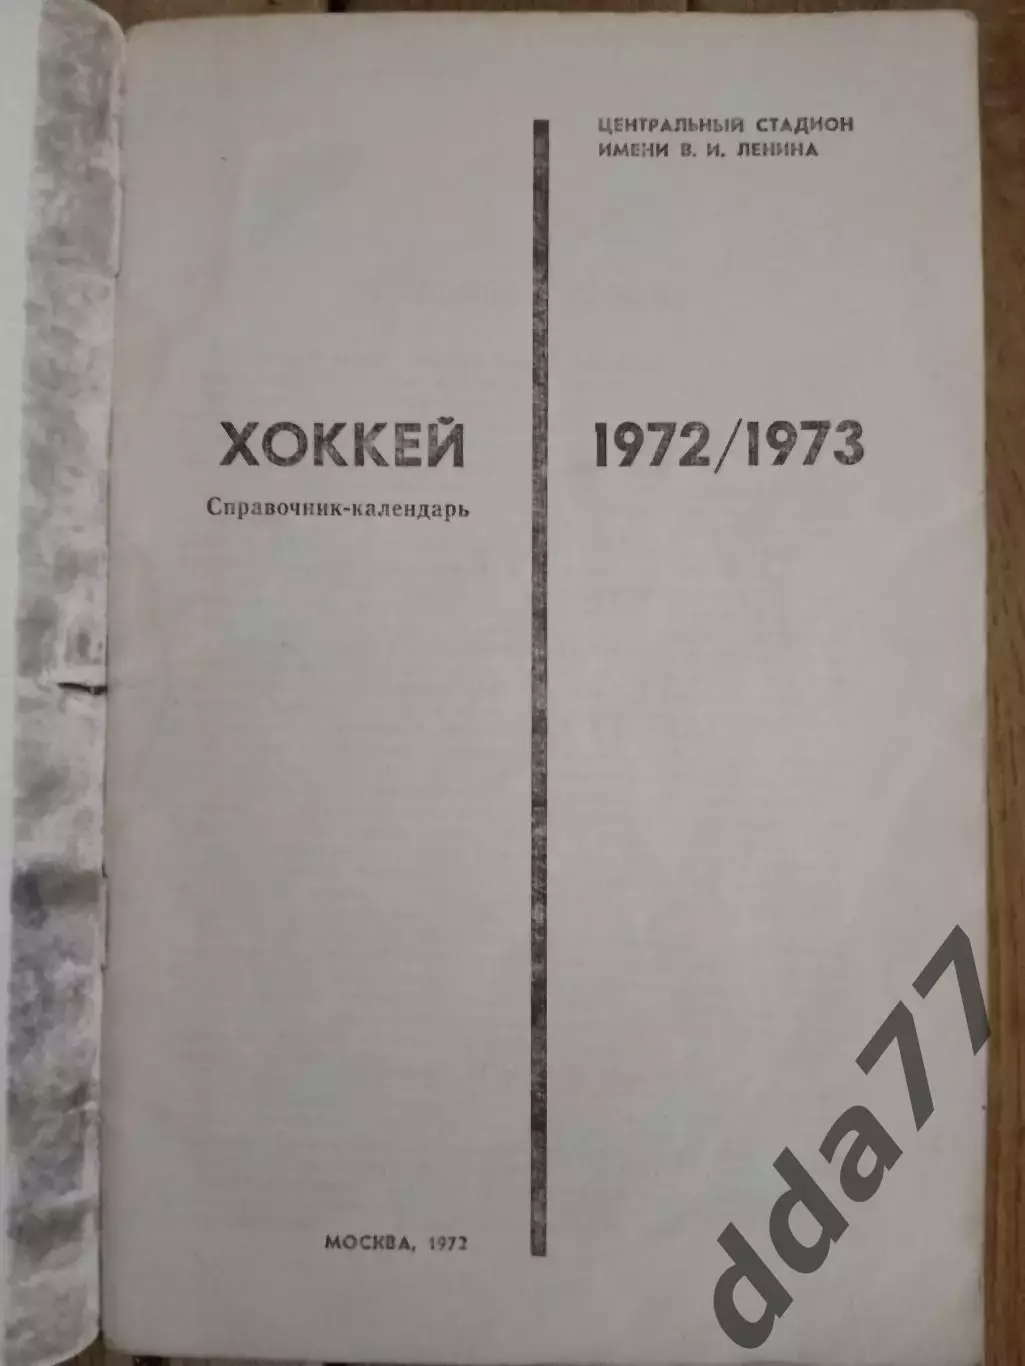 ЦЕНТРАЛЬНЫЙ СТАДИОН
ИМЕНИ В. И. ЛЕНИНА
ХОККЕЙ 1972/1973
Справочник-календарь
МОСКВА, 1972
dda77